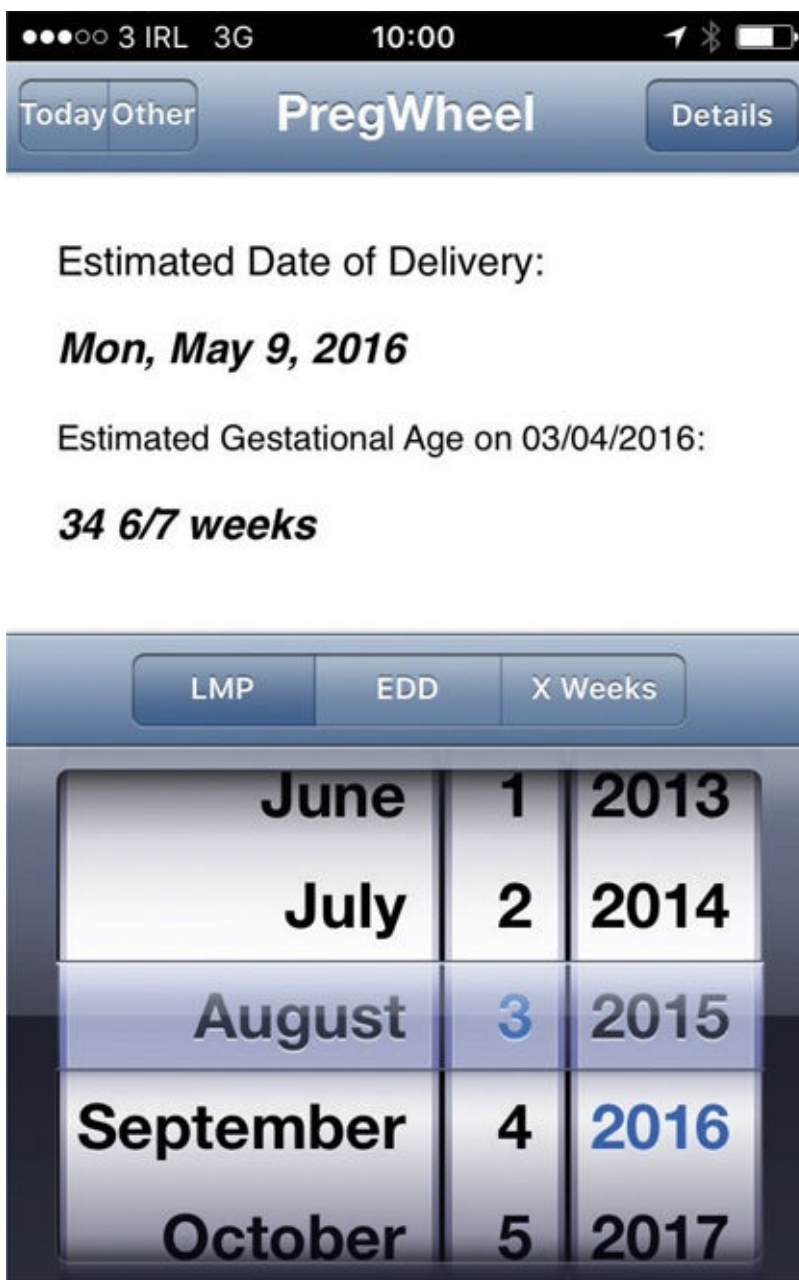 3 IRL 3G 10:00
Today Other PregWheel Details
Estimated Date of Delivery:
Mon, May 9, 2016
Estimated Gestational Age on 03/04/2016:
34 6/7 weeks
LMP EDD X Weeks
June 1 2013
July 2 2014
August 3 2015
September 4 2016
October 5 2017